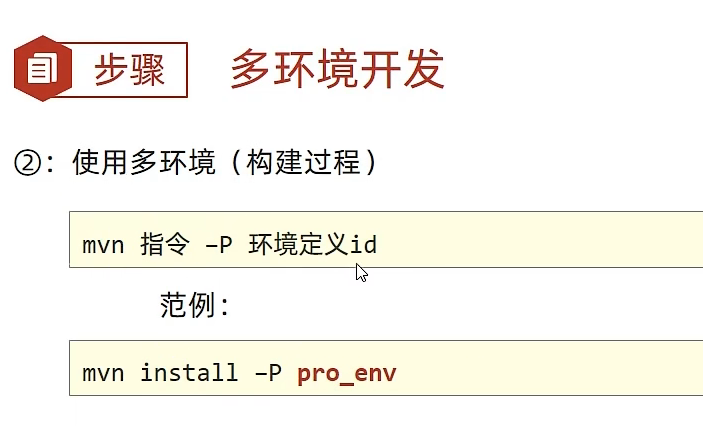 步骤 多环境开发
②：使用多环境（构建过程）
mvn 指令 –P 环境定义id
范例：
mvn install –P pro_env